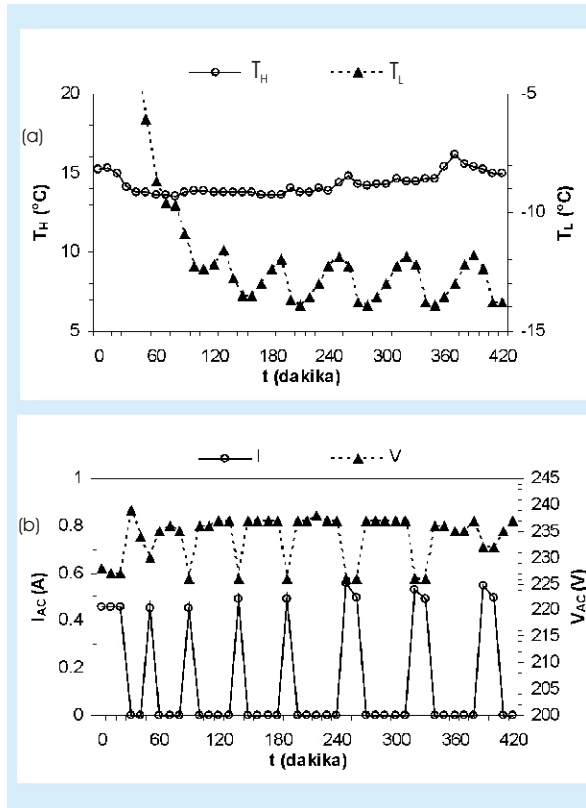 (a)
T_H T_L
20 15 10 5
T_H (°C)
-5 -10 -15
T_L (°C)
0 60 120 180 240 300 360 420
t (dakika)
(b)
I V
1 0.8 0.6 0.4 0.2 0
I_AC (A)
245 240 235 230 225 220 215 210 205 200
V_AC (V)
0 60 120 180 240 300 360 420
t (dakika)